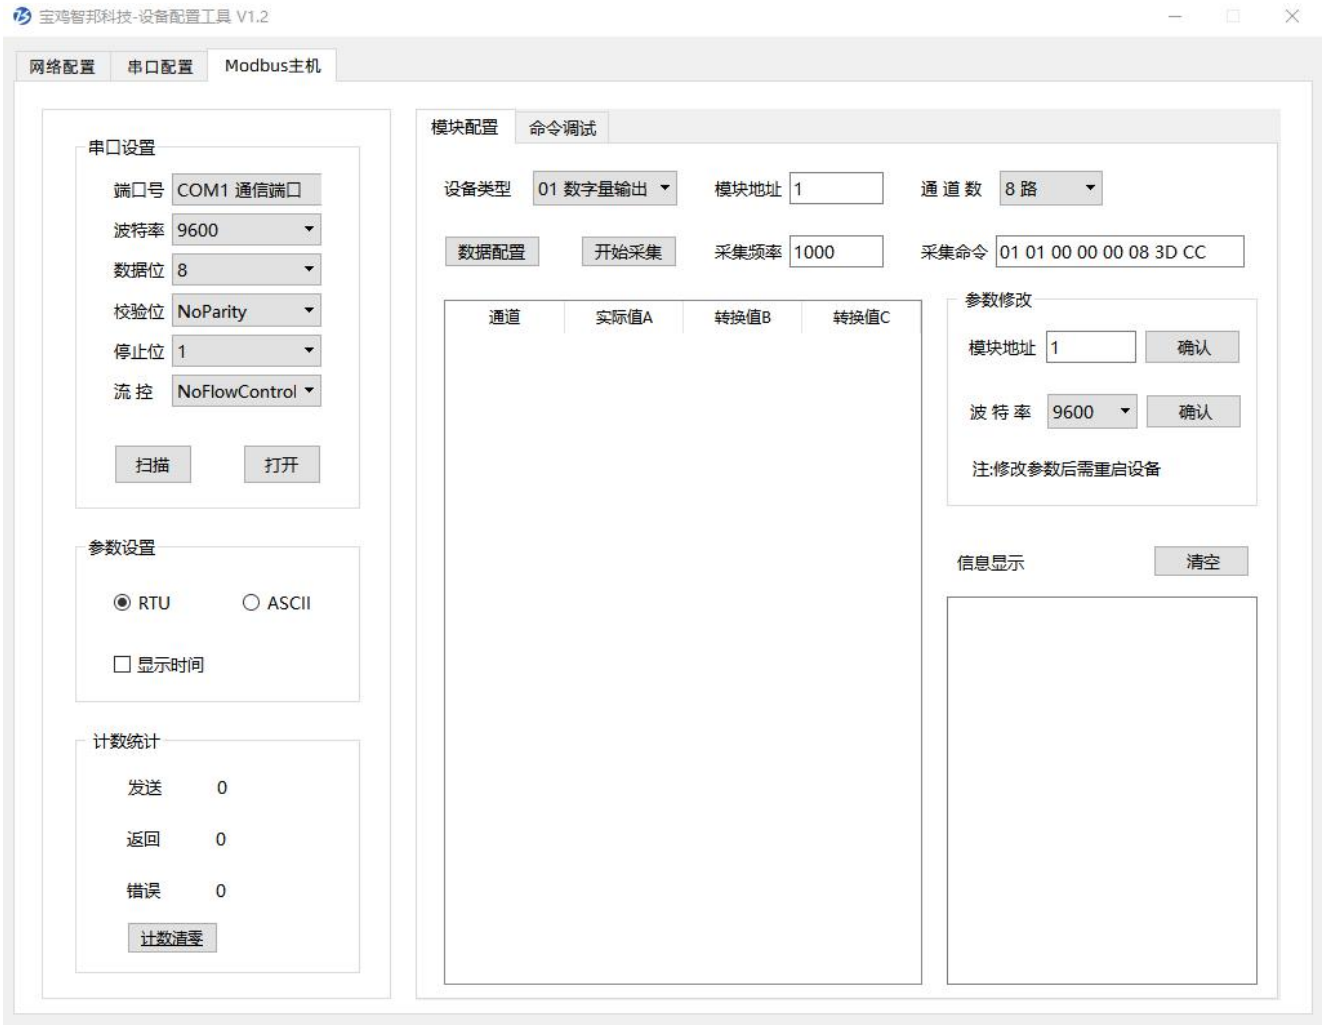 宝鸡智邦科技-设备配置工具 V1.2
网络配置 串口配置 Modbus主机
串口设置
端口号 COM1 通信端口
波特率 9600
数据位 8
校验位 NoParity
停止位 1
流 控 NoFlowControl
扫描 打开
参数设置
RTU ASCII
显示时间
计数统计
发送 0
返回 0
错误 0
计数清零
模块配置 命令调试
设备类型 01 数字量输出 模块地址 1 通 道 数 8 路
数据配置 开始采集 采集频率 1000 采集命令 01 01 00 00 00 08 3D CC
通道 实际值A 转换值B 转换值C
参数修改
模块地址 1 确认
波 特 率 9600 确认
注:修改参数后需重启设备
信息显示 清空